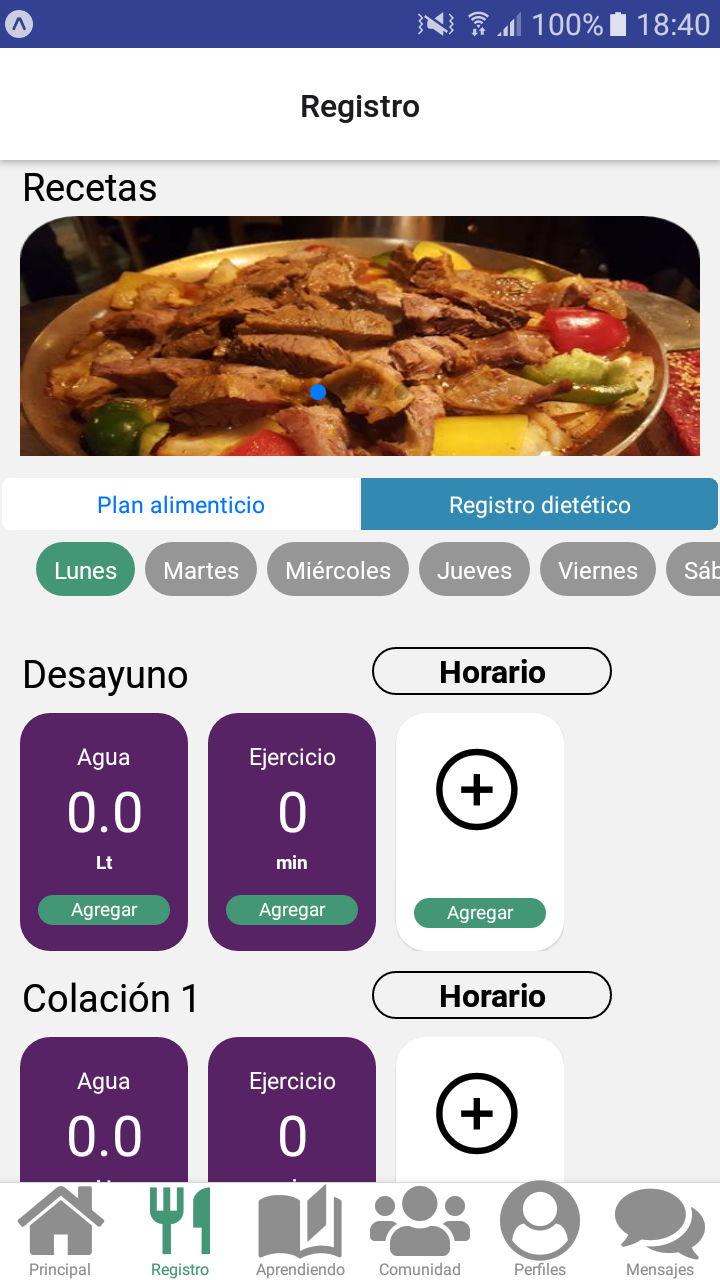 100% 18:40
Registro
Recetas
Plan alimenticio Registro dietético
Lunes Martes Miércoles Jueves Viernes Sáb
Desayuno Horario
Agua Ejercicio
0.0 0
Lt min
Agregar Agregar Agregar
Colación 1 Horario
Agua Ejercicio
0.0 0
Principal Registro Aprendiendo Comunidad Perfiles Mensajes